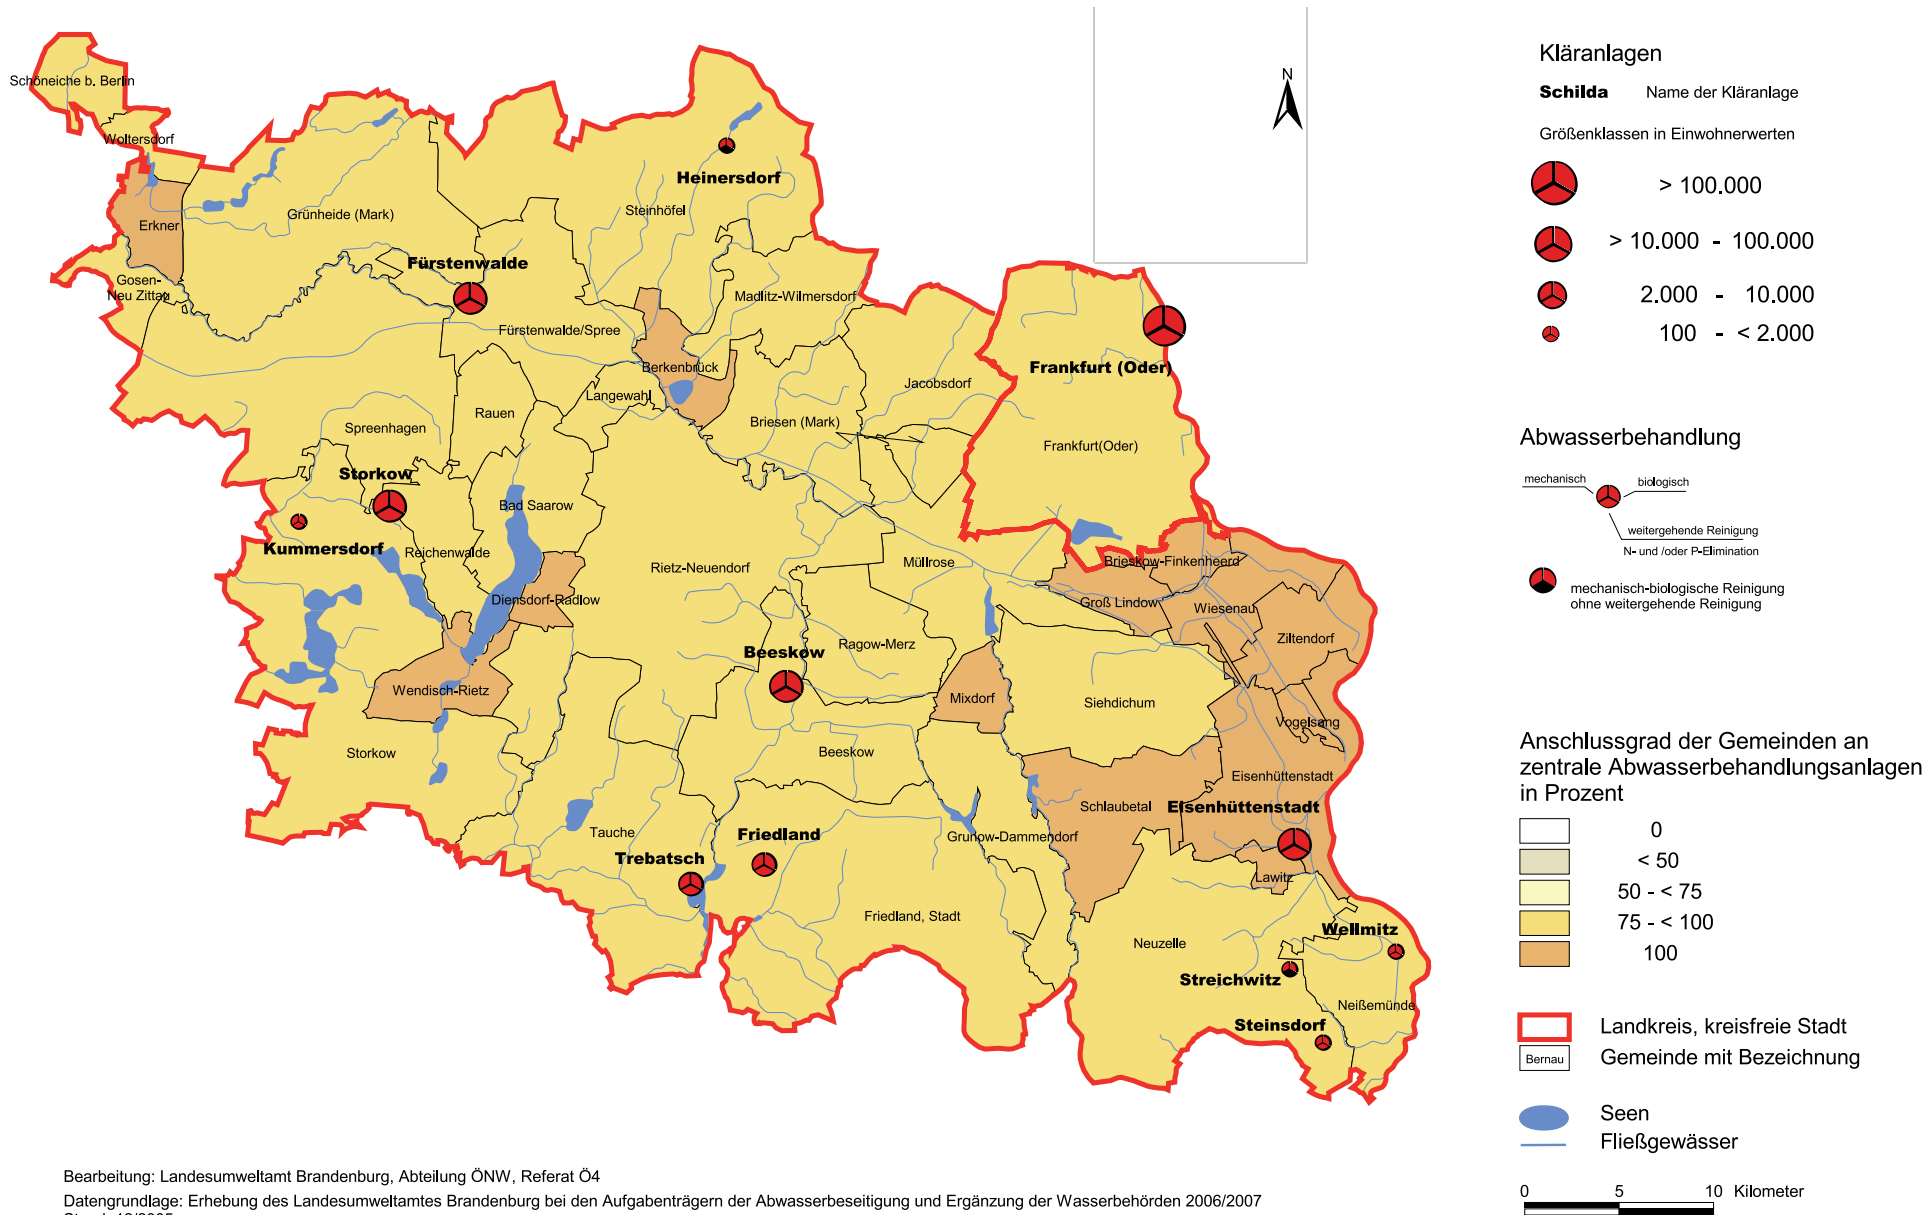 Schöneiche b. Berlin
Woltersdorf
Erkner
Gosen-
Neu Zittau
Grünheide (Mark)
Fürstenwalde
Heinersdorf
Steinhöfel
Madlitz-Wilmersdorf
Fürstenwalde/Spree
Berkenbrück
Langewahl
Rauen
Spreenhagen
Jacobsdorf
Briesen (Mark)
Frankfurt (Oder)
Frankfurt(Oder)
Storkow
Kummersdorf
Reichenwalde
Bad Saarow
Diensdorf-Radlow
Rietz-Neuendorf
Müllrose
Brieskow-Finkenheerd
Groß Lindow
Wiesenau
Ziltendorf
Ragow-Merz
Beeskow
Wendisch-Rietz
Mixdorf
Siehdichum
Vogelsang
Storkow
Beeskow
Eisenhüttenstadt
Schlaubetal
Eisenhüttenstadt
Tauche
Friedland
Trebatsch
Grunow-Dammendorf
Lawitz
Friedland, Stadt
Neuzelle
Wellmitz
Streichwitz
Neißemünde
Steinsdorf
N
Kläranlagen
Schilda Name der Kläranlage
Größenklassen in Einwohnerwerten
> 100.000
> 10.000 - 100.000
2.000 - 10.000
100 - < 2.000
Abwasserbehandlung
mechanisch biologisch
weitergehende Reinigung
N- und /oder P-Elimination
mechanisch-biologische Reinigung
ohne weitergehende Reinigung
Anschlussgrad der Gemeinden an
zentrale Abwasserbehandlungsanlagen
in Prozent
0
< 50
50 - < 75
75 - < 100
100
Landkreis, kreisfreie Stadt
Bernau Gemeinde mit Bezeichnung
Seen
Fließgewässer
0 5 10 Kilometer
Bearbeitung: Landesumweltamt Brandenburg, Abteilung ÖNW, Referat Ö4
Datengrundlage: Erhebung des Landesumweltamtes Brandenburg bei den Aufgabenträgern der Abwasserbeseitigung und Ergänzung der Wasserbehörden 2006/2007